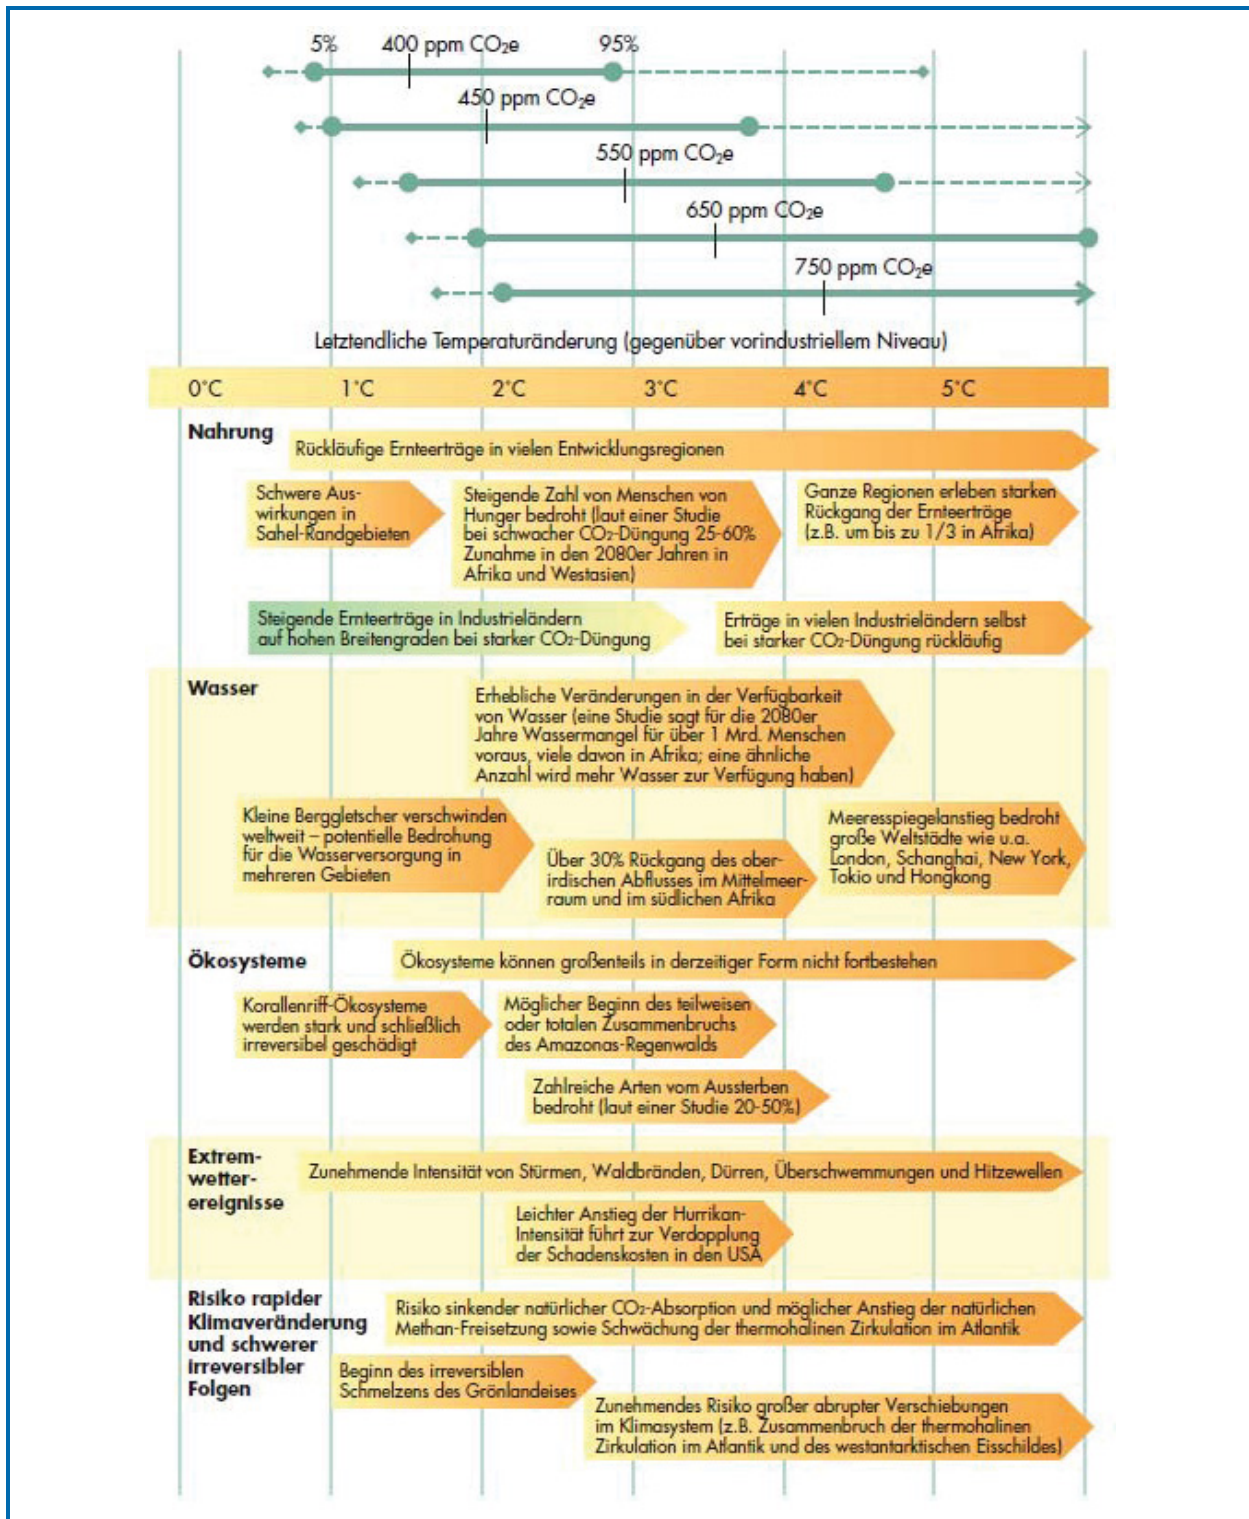 5% 400 ppm CO₂e 95%
450 ppm CO₂e
550 ppm CO₂e
650 ppm CO₂e
750 ppm CO₂e
Letztendliche Temperaturänderung (gegenüber vorindustriellem Niveau)
0°C 1°C 2°C 3°C 4°C 5°C
Nahrung
Rückläufige Ernteerträge in vielen Entwicklungsregionen
Schwere Aus-
wirkungen in
Sahel-Randgebieten
Steigende Zahl von Menschen von
Hunger bedroht (laut einer Studie
bei schwacher CO₂-Düngung 25-60%
Zunahme in den 2080er Jahren in
Afrika und Westasien)
Ganze Regionen erleben starken
Rückgang der Ernteerträge
(z.B. um bis zu 1/3 in Afrika)
Steigende Ernteerträge in Industrieländern
auf hohen Breitengraden bei starker CO₂-Düngung
Erträge in vielen Industrieländern selbst
bei starker CO₂-Düngung rückläufig
Wasser
Erhebliche Veränderungen in der Verfügbarkeit
von Wasser (eine Studie sagt für die 2080er
Jahre Wassermangel für über 1 Mrd. Menschen
voraus, viele davon in Afrika; eine ähnliche
Anzahl wird mehr Wasser zur Verfügung haben)
Kleine Berggletscher verschwinden
weltweit – potentielle Bedrohung
für die Wasserversorgung in
mehreren Gebieten
Über 30% Rückgang des ober-
irdischen Abflusses im Mittelmeer-
raum und im südlichen Afrika
Meeresspiegelanstieg bedroht
große Weltstädte wie u.a.
London, Schanghai, New York,
Tokio und Hongkong
Ökosysteme
Ökosysteme können großenteils in derzeitiger Form nicht fortbestehen
Korallenriff-Ökosysteme
werden stark und schließlich
irreversibel geschädigt
Möglicher Beginn des teilweisen
oder totalen Zusammenbruchs
des Amazonas-Regenwalds
Zahlreiche Arten vom Aussterben
bedroht (laut einer Studie 20-50%)
Extrem-
wetter-
ereignisse
Zunehmende Intensität von Stürmen, Waldbränden, Dürren, Überschwemmungen und Hitzewellen
Leichter Anstieg der Hurrikan-
Intensität führt zur Verdopplung
der Schadenskosten in den USA
Risiko rapider
Klimaveränderung
und schwerer
irreversibler
Folgen
Risiko sinkender natürlicher CO₂-Absorption und möglicher Anstieg der natürlichen
Methan-Freisetzung sowie Schwächung der thermohalinen Zirkulation im Atlantik
Beginn des irreversiblen
Schmelzens des Grönlandeises
Zunehmendes Risiko großer abrupter Verschiebungen
im Klimasystem (z.B. Zusammenbruch der thermohalinen
Zirkulation im Atlantik und des westantarktischen Eisschildes)